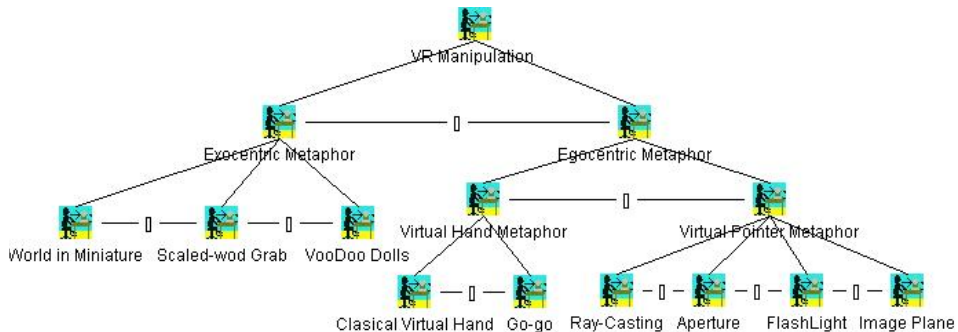 VR Manipulation
Exocentric Metaphor
Egocentric Metaphor
Virtual Hand Metaphor
Virtual Pointer Metaphor
World in Miniature
Scaled-wod Grab
VooDoo Dolls
Clasical Virtual Hand
Go-go
Ray-Casting
Aperture
FlashLight
Image Plane